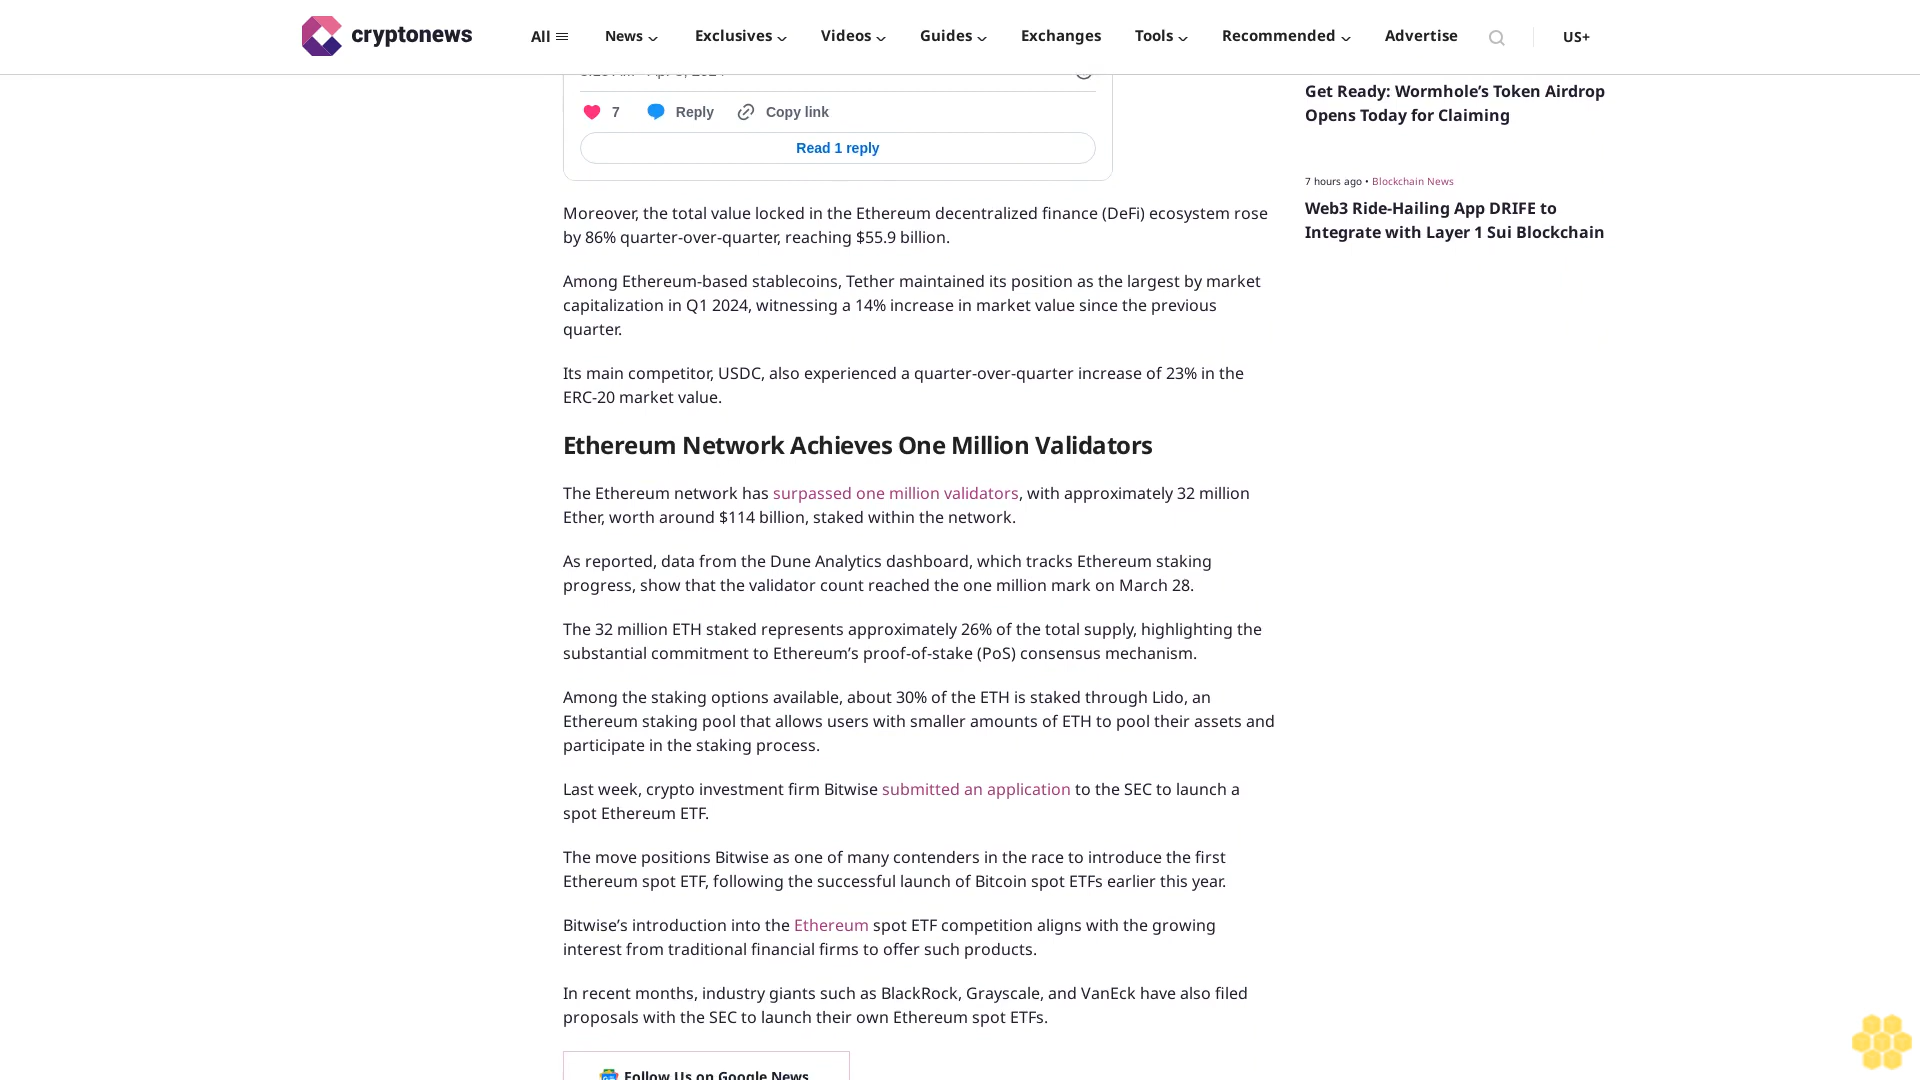 cryptonews
All
News
Exclusives
Videos
Guides
Exchanges
Tools
Recommended
Advertise
US+
7
Reply
Copy link
Read 1 reply
Moreover, the total value locked in the Ethereum decentralized finance (DeFi) ecosystem rose
by 86% quarter-over-quarter, reaching $55.9 billion.
Among Ethereum-based stablecoins, Tether maintained its position as the largest by market
capitalization in Q1 2024, witnessing a 14% increase in market value since the previous
quarter.
Its main competitor, USDC, also experienced a quarter-over-quarter increase of 23% in the
ERC-20 market value.
Ethereum Network Achieves One Million Validators
The Ethereum network has surpassed one million validators, with approximately 32 million
Ether, worth around $114 billion, staked within the network.
As reported, data from the Dune Analytics dashboard, which tracks Ethereum staking
progress, show that the validator count reached the one million mark on March 28.
The 32 million ETH staked represents approximately 26% of the total supply, highlighting the
substantial commitment to Ethereum’s proof-of-stake (PoS) consensus mechanism.
Among the staking options available, about 30% of the ETH is staked through Lido, an
Ethereum staking pool that allows users with smaller amounts of ETH to pool their assets and
participate in the staking process.
Last week, crypto investment firm Bitwise submitted an application to the SEC to launch a
spot Ethereum ETF.
The move positions Bitwise as one of many contenders in the race to introduce the first
Ethereum spot ETF, following the successful launch of Bitcoin spot ETFs earlier this year.
Bitwise’s introduction into the Ethereum spot ETF competition aligns with the growing
interest from traditional financial firms to offer such products.
In recent months, industry giants such as BlackRock, Grayscale, and VanEck have also filed
proposals with the SEC to launch their own Ethereum spot ETFs.
Follow Us on Google News
Get Ready: Wormhole’s Token Airdrop
Opens Today for Claiming
7 hours ago • Blockchain News
Web3 Ride-Hailing App DRIFE to
Integrate with Layer 1 Sui Blockchain